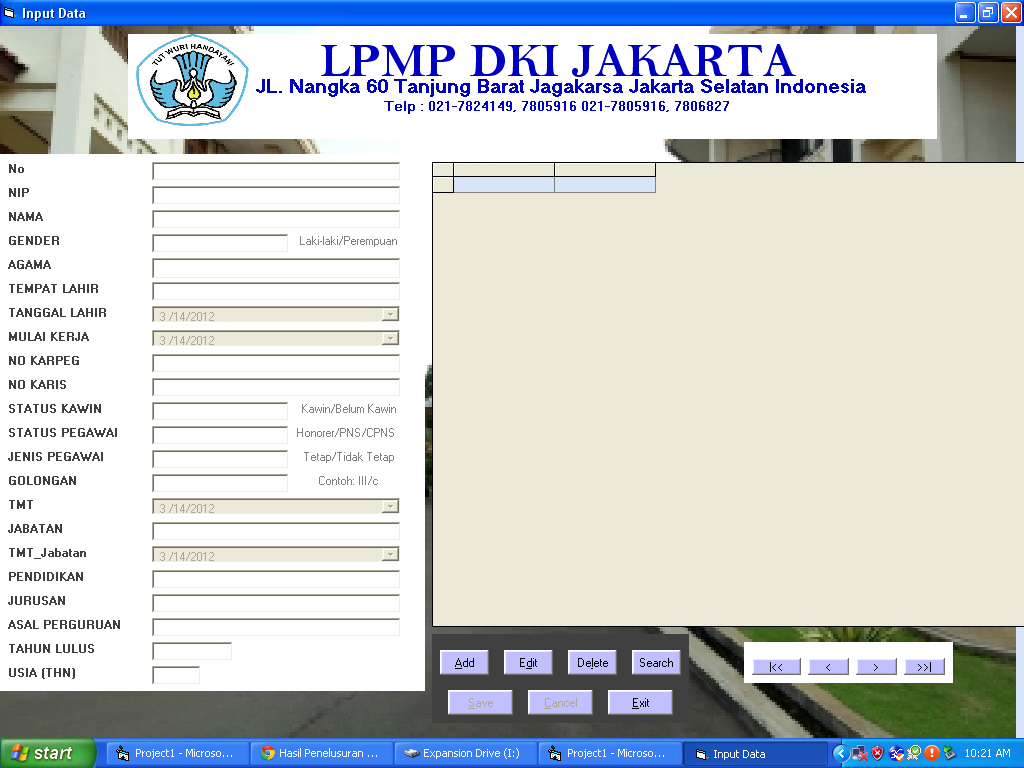 Input Data
TUT WURI HANDAYANI
LPMP DKI JAKARTA
JL. Nangka 60 Tanjung Barat Jagakarsa Jakarta Selatan Indonesia
Telp : 021-7824149, 7805916 021-7805916, 7806827
No
NIP
NAMA
GENDER Laki-laki/Perempuan
AGAMA
TEMPAT LAHIR
TANGGAL LAHIR 3 /14/2012
MULAI KERJA 3 /14/2012
NO KARPEG
NO KARIS
STATUS KAWIN Kawin/Belum Kawin
STATUS PEGAWAI Honorer/PNS/CPNS
JENIS PEGAWAI Tetap/Tidak Tetap
GOLONGAN Contoh: III/c
TMT 3 /14/2012
JABATAN
TMT_Jabatan 3 /14/2012
PENDIDIKAN
JURUSAN
ASAL PERGURUAN
TAHUN LULUS
USIA (THN)
Add Edit Delete Search
Save Cancel Exit
|<< < > >>|
start Project1 - Microso... Hasil Penelusuran ... Expansion Drive (I:) Project1 - Microso... Input Data 10:21 AM